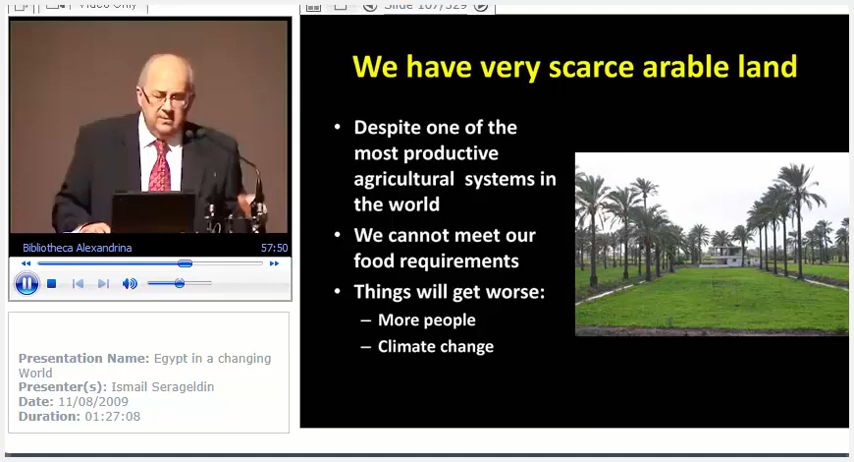 Video Only
Slide 107/329
We have very scarce arable land
• Despite one of the
most productive
agricultural systems in
the world
• We cannot meet our
food requirements
• Things will get worse:
– More people
– Climate change
Bibliotheca Alexandrina 57:50
Presentation Name: Egypt in a changing
World
Presenter(s): Ismail Serageldin
Date: 11/08/2009
Duration: 01:27:08